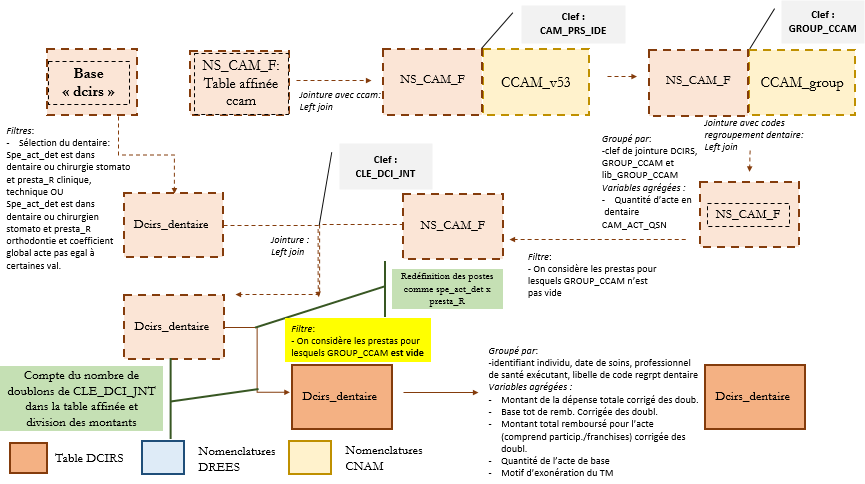 Clef :
CAM_PRS_IDE
Clef :
GROUP_CCAM
Base
« dcirs »
NS_CAM_F:
Table affinée
ccam
Jointure avec ccam:
Left join
NS_CAM_F
CCAM_v53
NS_CAM_F
CCAM_group
Jointure avec codes
regroupement dentaire:
Left join
Filtres:
- Sélection du dentaire:
Spe_act_det est dans
dentaire ou chirurgie stomato
et presta_R clinique,
technique OU
Spe_act_det est dans
dentaire ou chirurgien
stomato et presta_R
orthodontie et coefficient
global acte pas egal à
certaines val.
Clef :
CLE_DCI_JNT
Groupé par:
-clef de jointure DCIRS,
GROUP_CCAM et
lib_GROUP_CCAM
Variables agrégées :
- Quantité d'acte en
dentaire
CAM_ACT_QSN
NS_CAM_F
Dcirs_dentaire
Jointure :
Left join
NS_CAM_F
Filtre:
- On considère les prestas pour
lesquels GROUP_CCAM n'est
pas vide
Redéfinition des postes
comme spe_act_det x
presta_R
Dcirs_dentaire
Filtre:
- On considère les prestas pour
lesquels GROUP_CCAM est vide
Compte du nombre de
doublons de CLE_DCI_JNT
dans la table affinée et
division des montants
Dcirs_dentaire
Groupé par:
-identifiant individu, date de soins, professionnel
de santé exécutant, libelle de code regrpt dentaire
Variables agrégées :
- Montant de la dépense totale corrigé des doub.
- Base tot de remb. Corrigée des doubl.
- Montant total remboursé pour l'acte
(comprend particip./franchises) corrigée des
doubl.
- Quantité de l'acte de base
- Motif d'exonération du TM
Dcirs_dentaire
Table DCIRS
Nomenclatures
DREES
Nomenclatures
CNAM